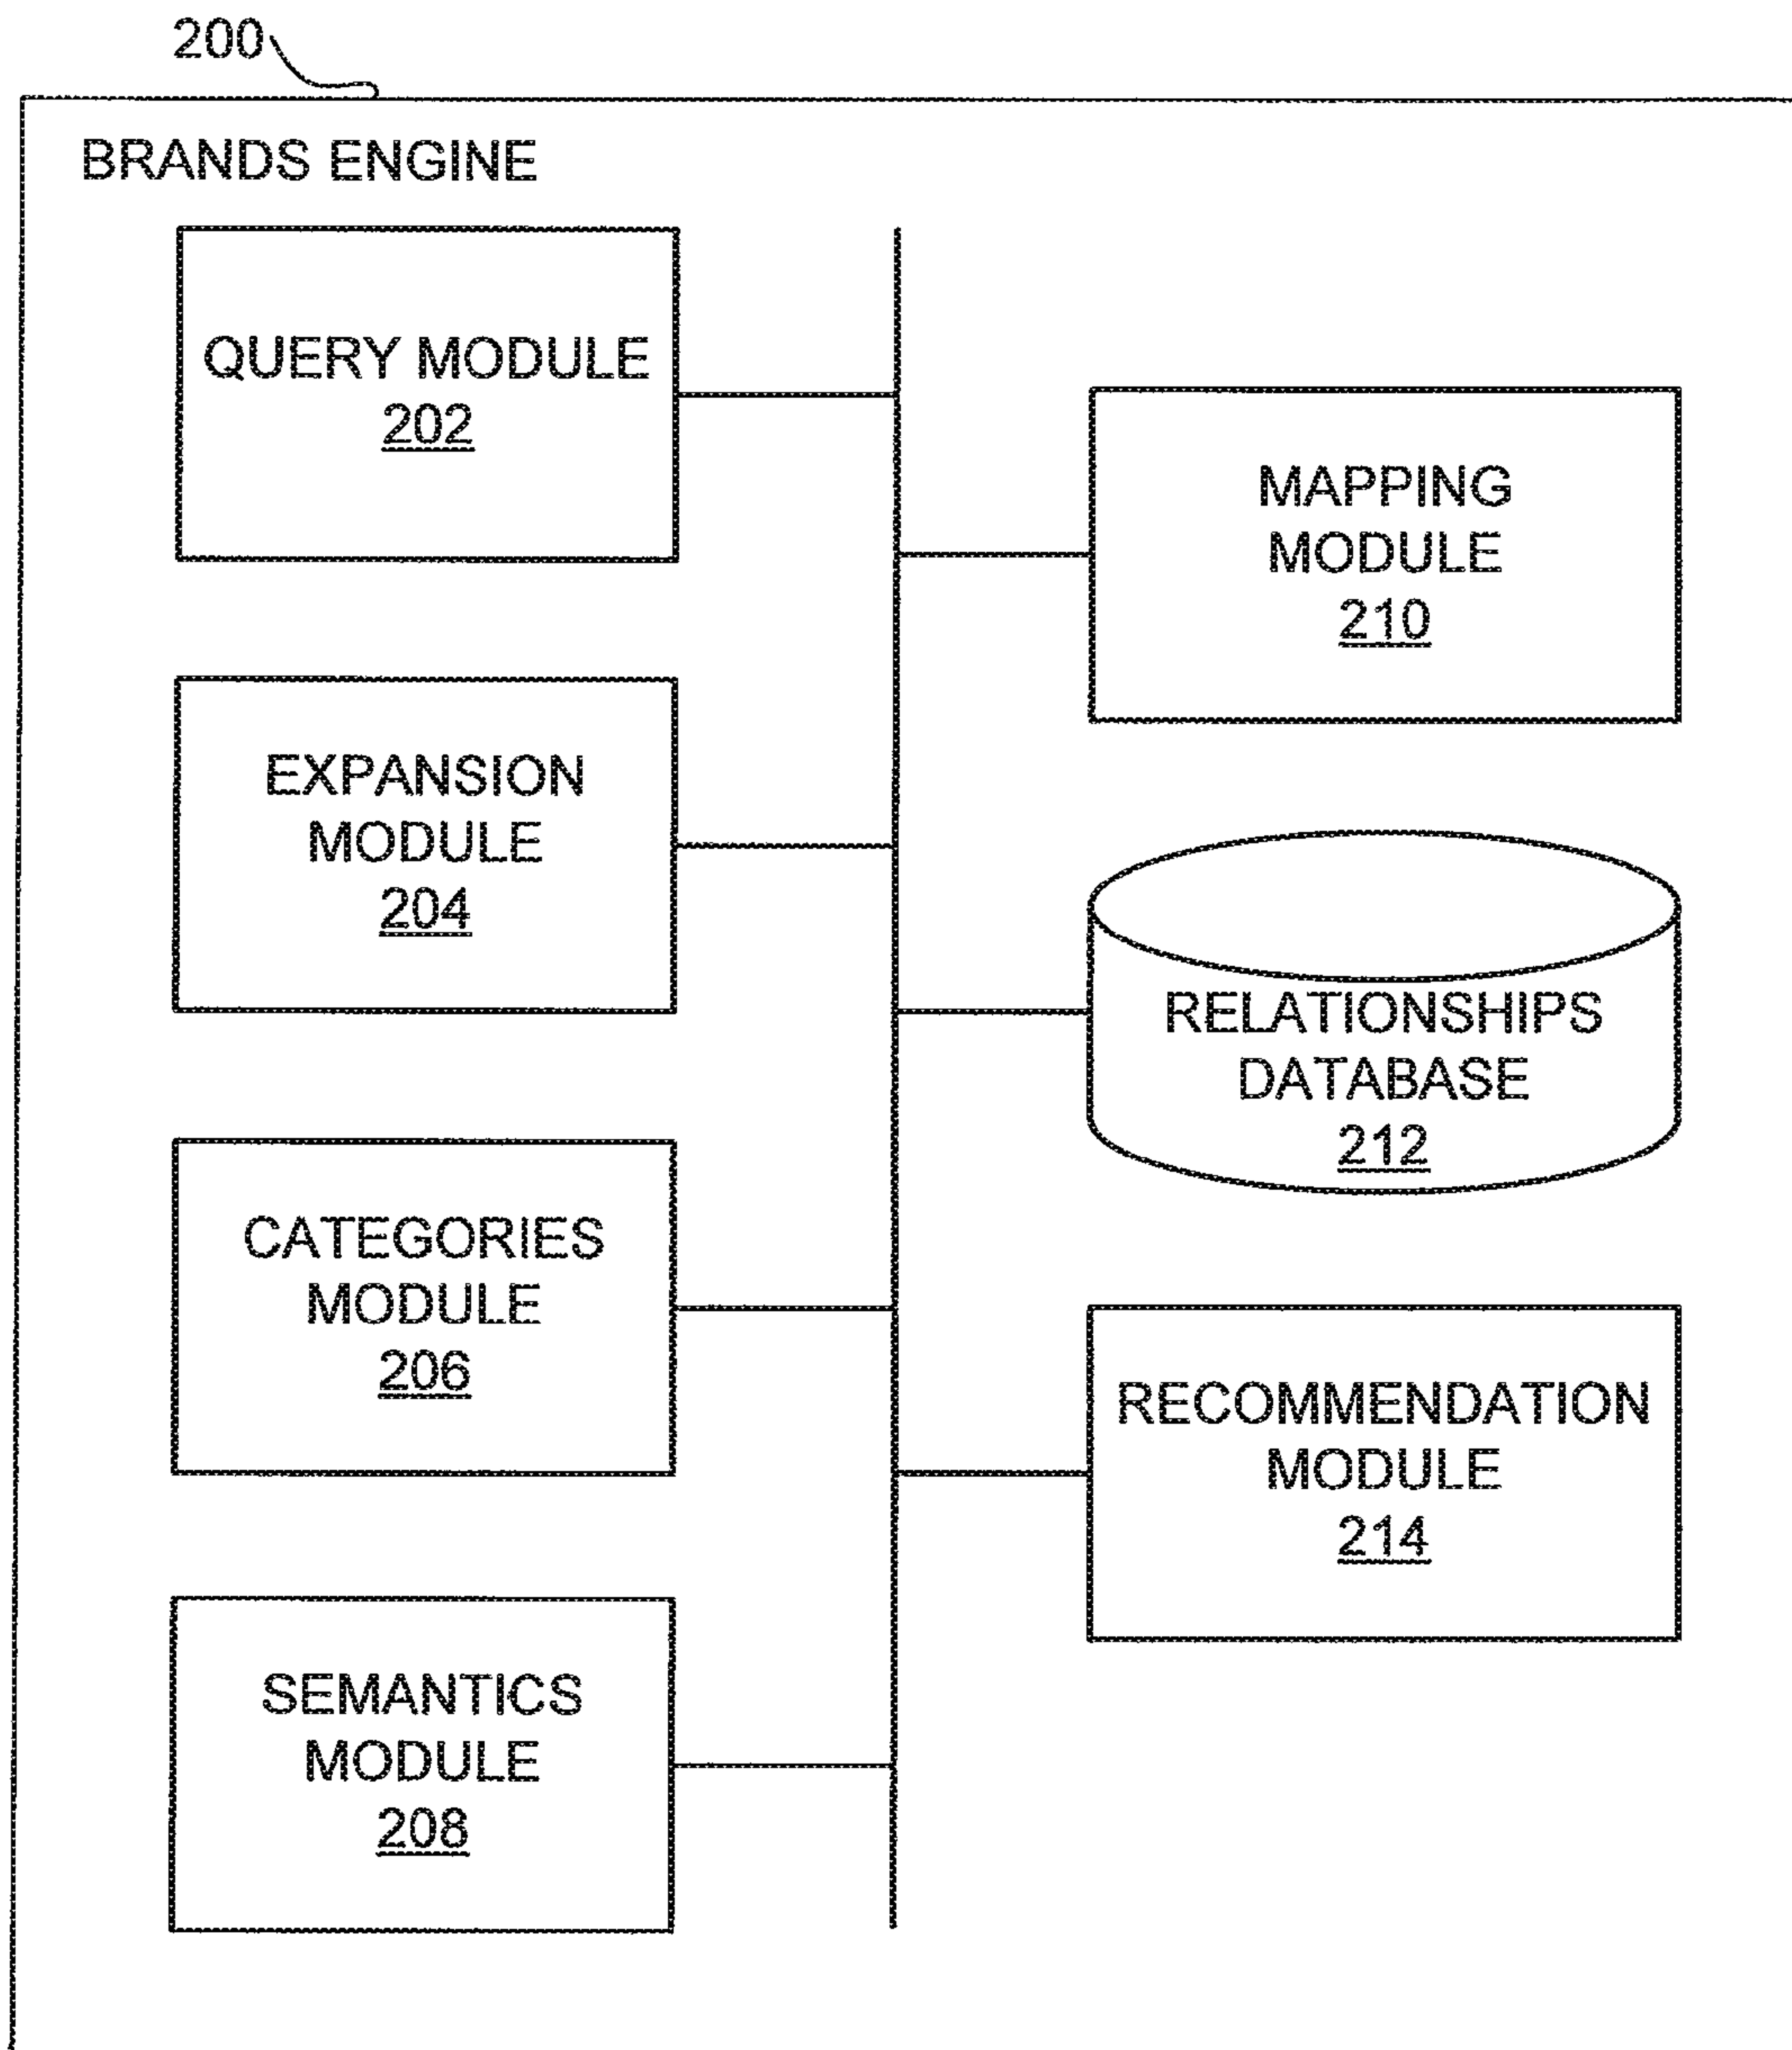 200
BRANDS ENGINE
QUERY MODULE
202
EXPANSION
MODULE
204
CATEGORIES
MODULE
206
SEMANTICS
MODULE
208
MAPPING
MODULE
210
RELATIONSHIPS
DATABASE
212
RECOMMENDATION
MODULE
214